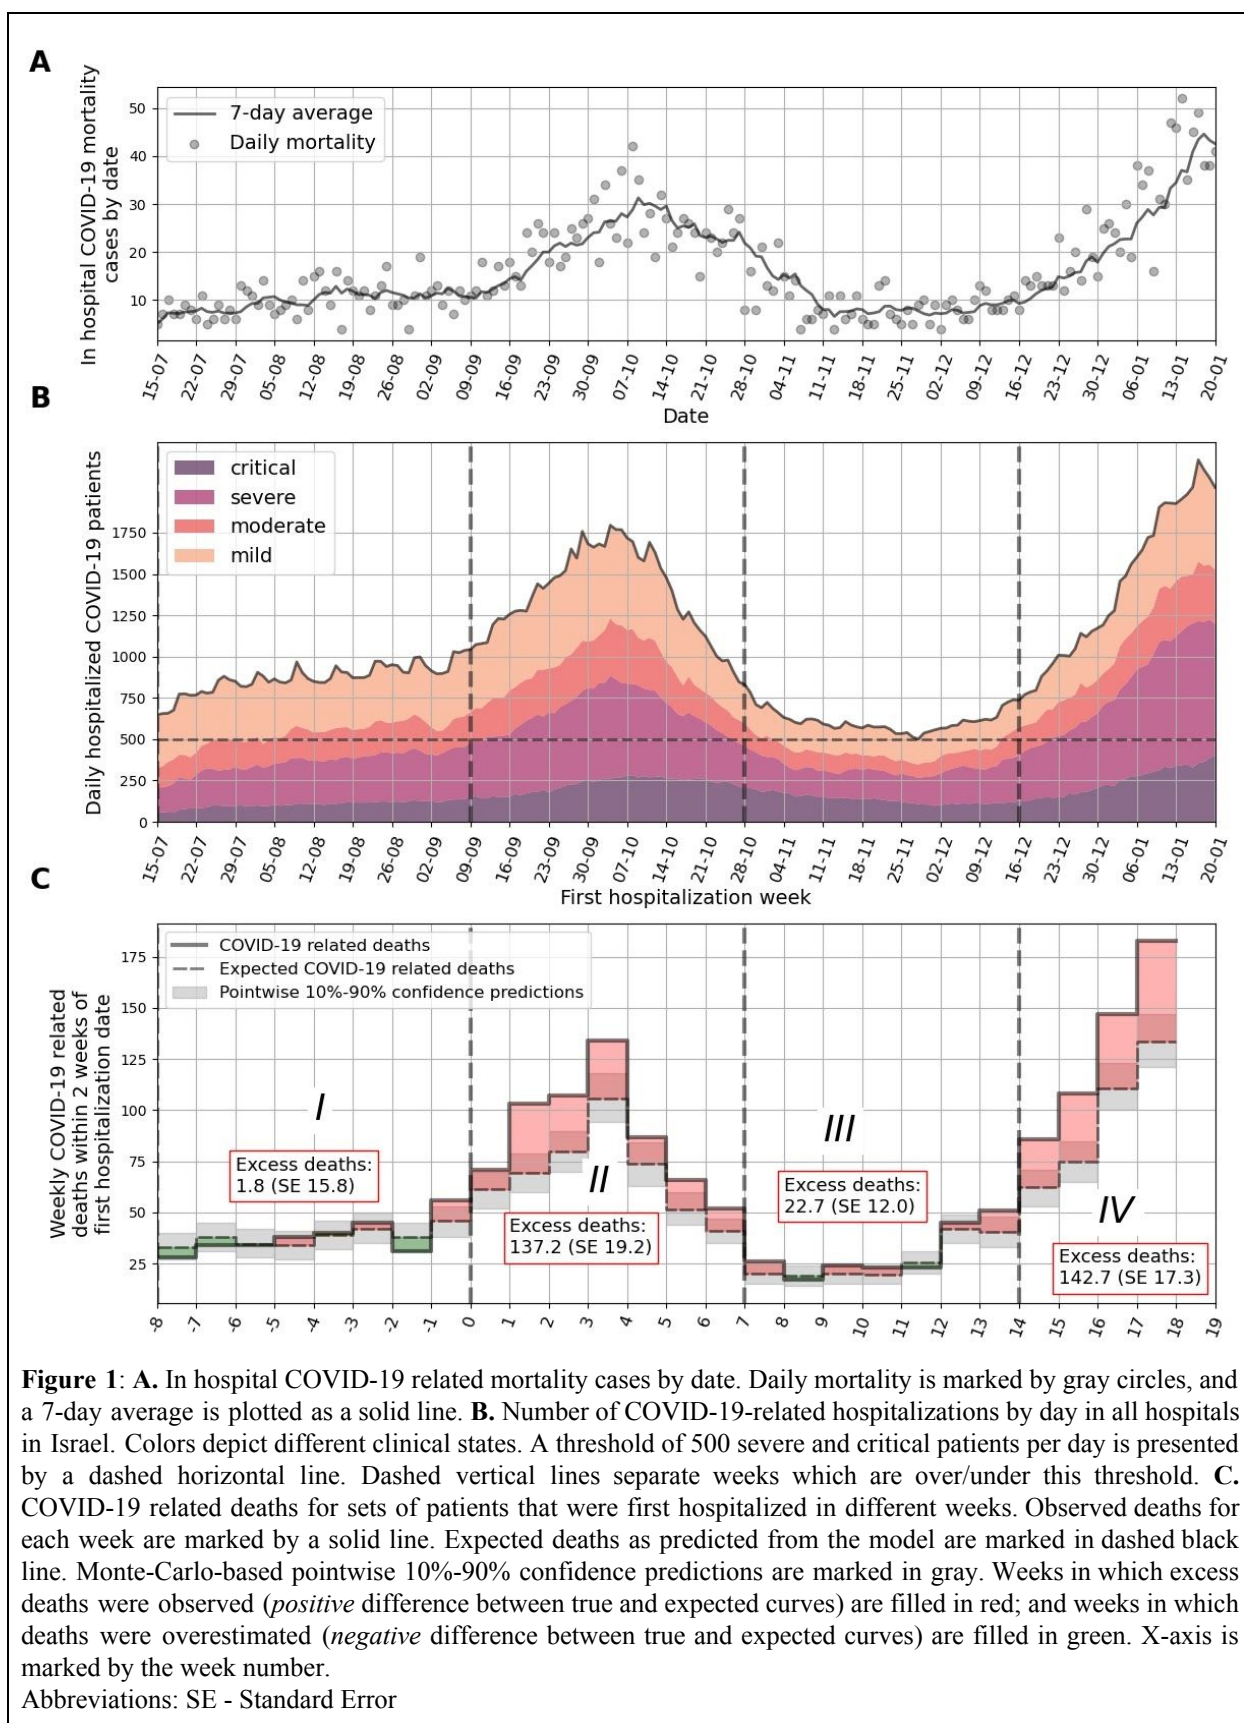 A
In hospital COVID-19 mortality
cases by date
7-day average
Daily mortality
50
40
30
20
10
15-07 22-07 29-07 05-08 12-08 19-08 26-08 02-09 09-09 16-09 23-09 30-09 07-10 14-10 21-10 28-10 04-11 11-11 18-11 25-11 02-12 09-12 16-12 23-12 30-12 06-01 13-01 20-01
Date
B
Daily hospitalized COVID-19 patients
critical
severe
moderate
mild
1750
1500
1250
1000
750
500
250
0
15-07 22-07 29-07 05-08 12-08 19-08 26-08 02-09 09-09 16-09 23-09 30-09 07-10 14-10 21-10 28-10 04-11 11-11 18-11 25-11 02-12 09-12 16-12 23-12 30-12 06-01 13-01 20-01
First hospitalization week
C
Weekly COVID-19 related
deaths within 2 weeks of
first hospitalization date
COVID-19 related deaths
Expected COVID-19 related deaths
Pointwise 10%-90% confidence predictions
175
150
125
100
75
50
25
I
Excess deaths:
1.8 (SE 15.8)
II
Excess deaths:
137.2 (SE 19.2)
III
Excess deaths:
22.7 (SE 12.0)
IV
Excess deaths:
142.7 (SE 17.3)
-8 -7 -6 -5 -4 -3 -2 -1 0 1 2 3 4 5 6 7 8 9 10 11 12 13 14 15 16 17 18 19
Figure 1: A. In hospital COVID-19 related mortality cases by date. Daily mortality is marked by gray circles, and
a 7-day average is plotted as a solid line. B. Number of COVID-19-related hospitalizations by day in all hospitals
in Israel. Colors depict different clinical states. A threshold of 500 severe and critical patients per day is presented
by a dashed horizontal line. Dashed vertical lines separate weeks which are over/under this threshold. C.
COVID-19 related deaths for sets of patients that were first hospitalized in different weeks. Observed deaths for
each week are marked by a solid line. Expected deaths as predicted from the model are marked in dashed black
line. Monte-Carlo-based pointwise 10%-90% confidence predictions are marked in gray. Weeks in which excess
deaths were observed (positive difference between true and expected curves) are filled in red; and weeks in which
deaths were overestimated (negative difference between true and expected curves) are filled in green. X-axis is
marked by the week number.
Abbreviations: SE - Standard Error